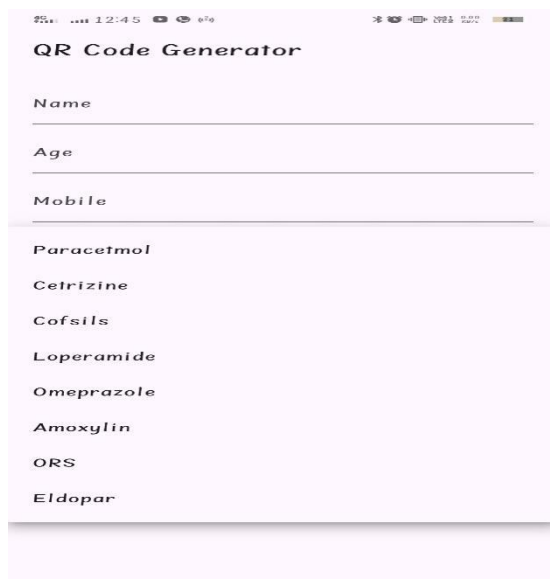 12:45
QR Code Generator
Name
Age
Mobile
Paracetmol
Cetrizine
Cofsils
Loperamide
Omeprazole
Amoxylin
ORS
Eldopar